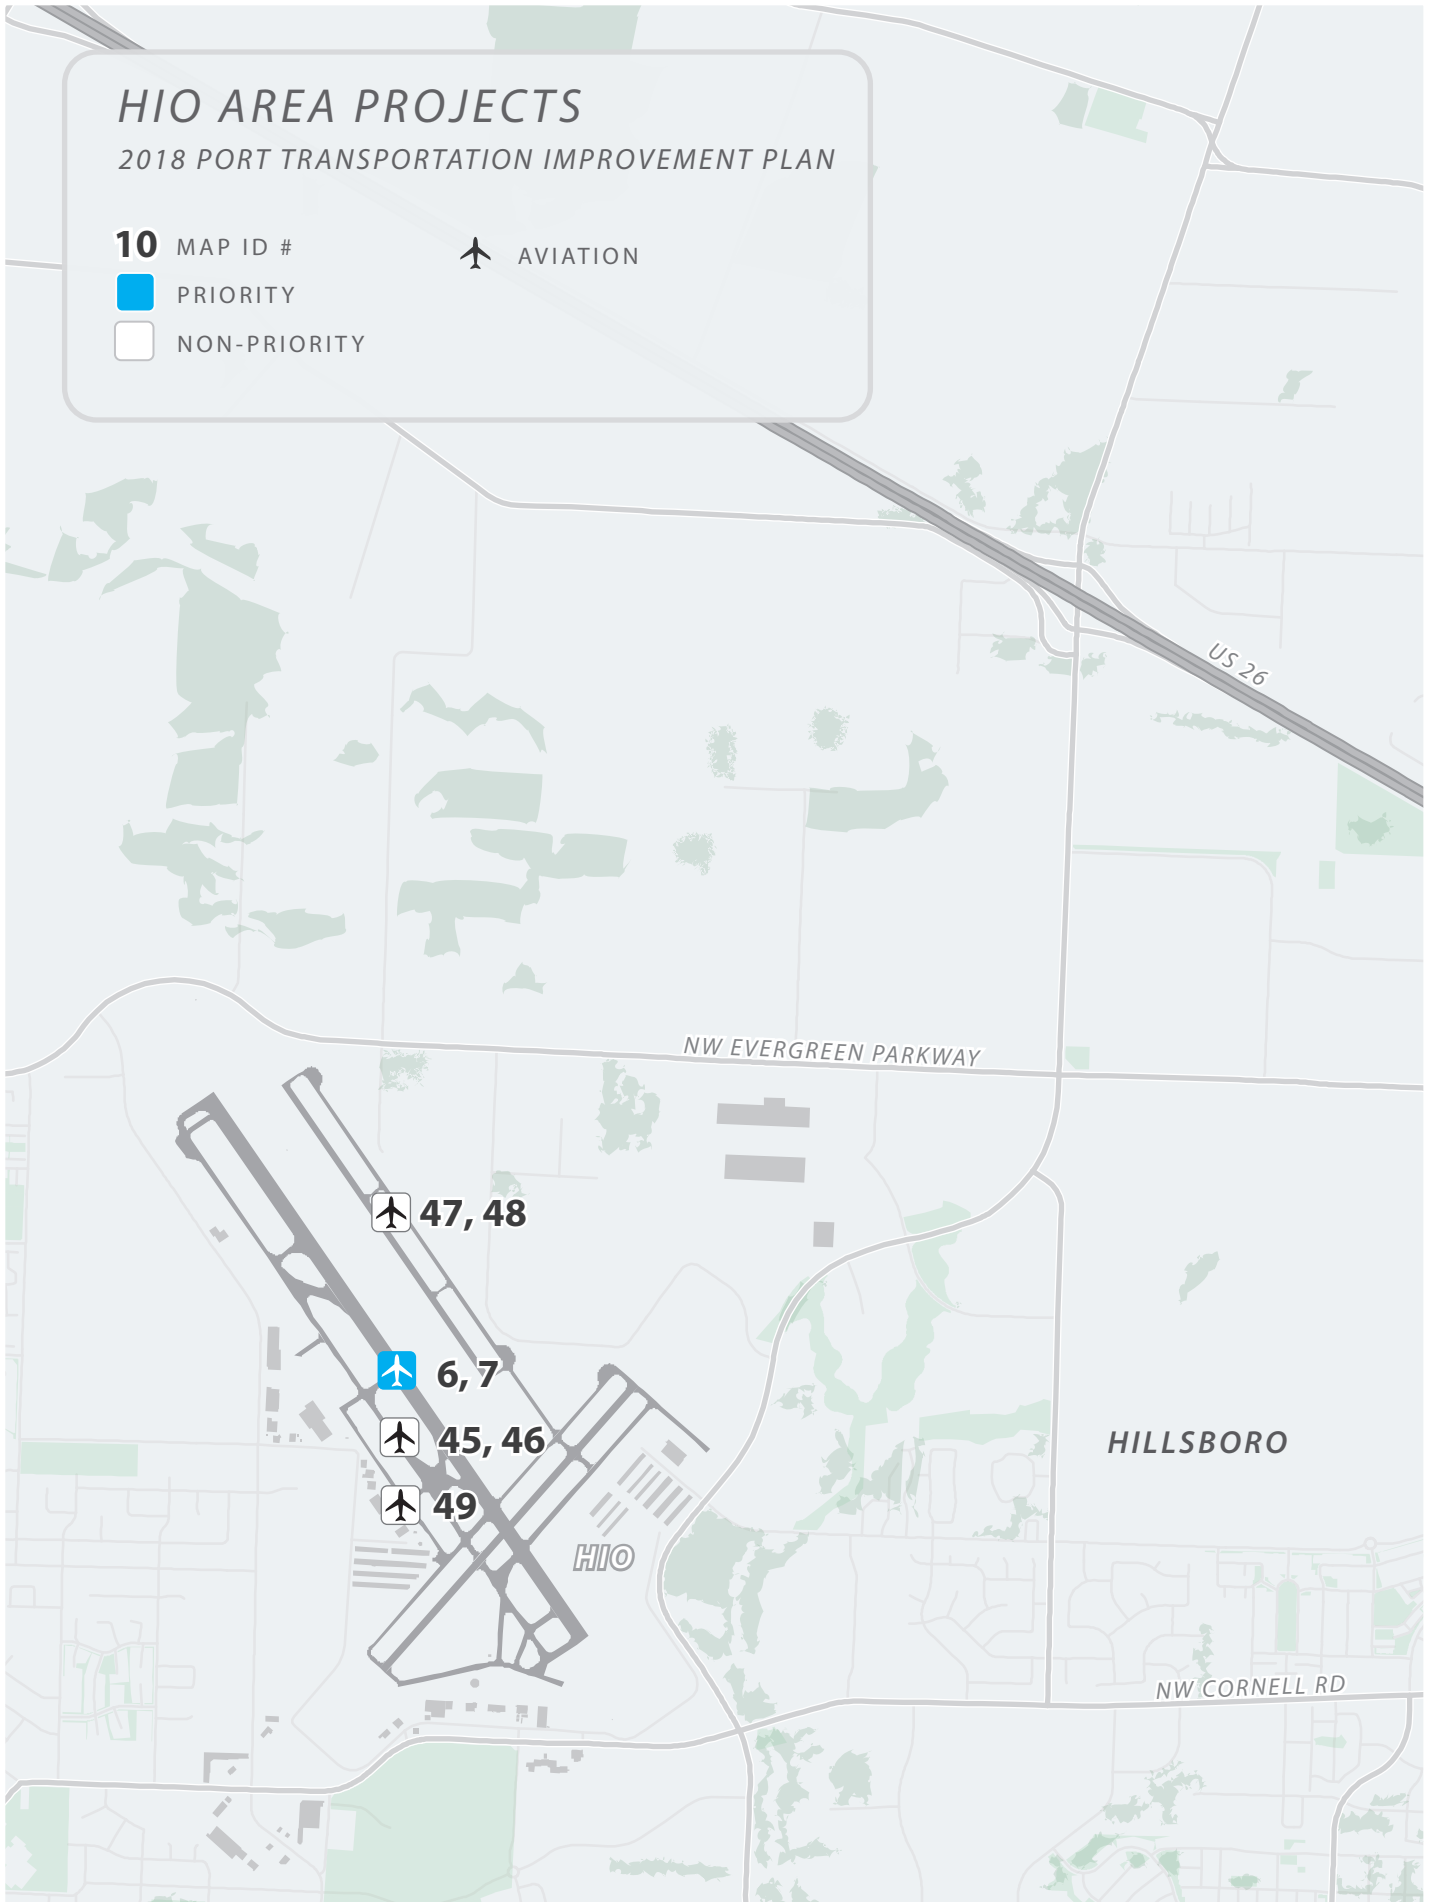 HIO AREA PROJECTS
2018 PORT TRANSPORTATION IMPROVEMENT PLAN
10 MAP ID #
AVIATION
PRIORITY
NON-PRIORITY
US 26
NW EVERGREEN PARKWAY
47, 48
6, 7
45, 46
HILLSBORO
49
HIO
NW CORNELL RD